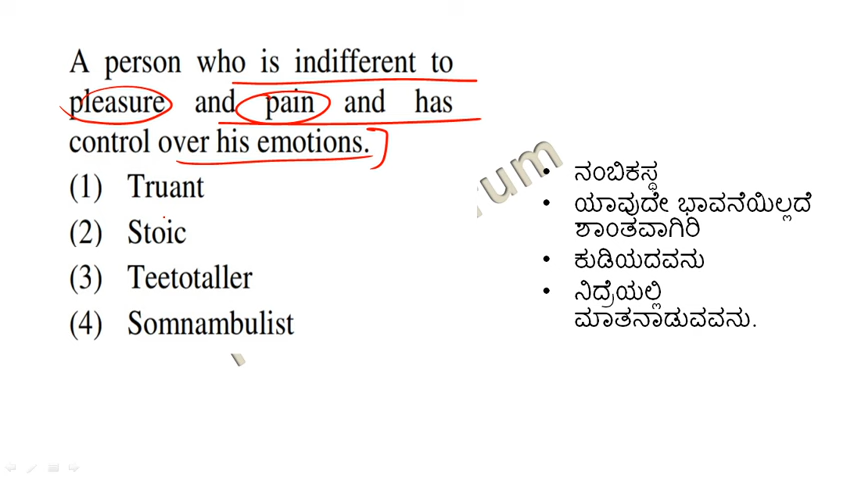 A person who is indifferent to
pleasure and pain and has
control over his emotions.
(1) Truant
(2) Stoic
(3) Teetotaller
(4) Somnambulist
um
• ನಂಬಿಕಸ್ಥ
• ಯಾವುದೇ ಭಾವನೆಯಿಲ್ಲದೆ
ಶಾಂತವಾಗಿರಿ
• ಕುಡಿಯದವನು
• ನಿದ್ರೆಯಲ್ಲಿ
ಮಾತನಾಡುವವನು.